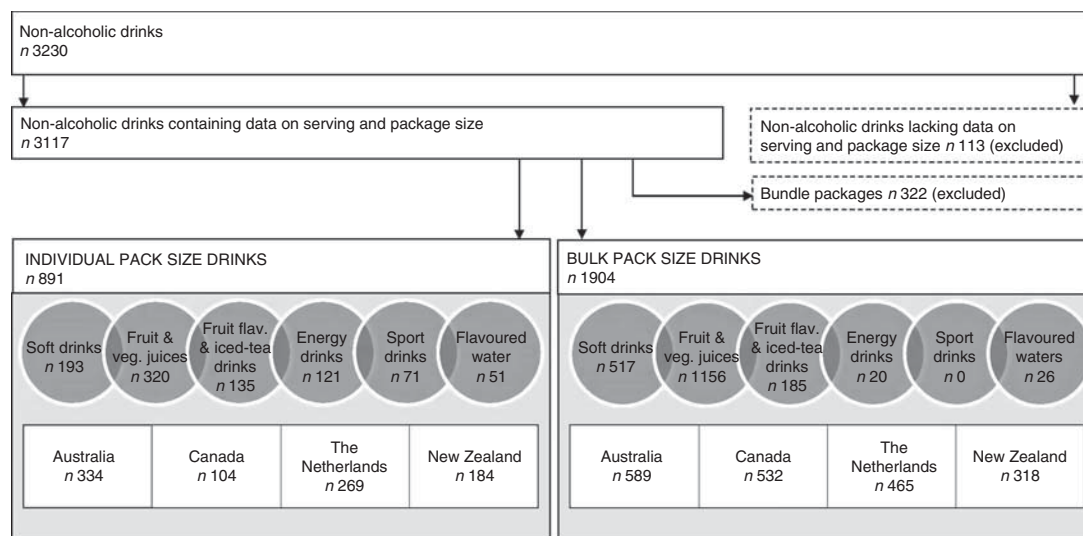 Non-alcoholic drinks
n 3230
Non-alcoholic drinks containing data on serving and package size
n 3117
Non-alcoholic drinks lacking data on
serving and package size n 113 (excluded)
Bundle packages n 322 (excluded)
INDIVIDUAL PACK SIZE DRINKS
n 891
Soft drinks
n 193
Fruit &
veg. juices
n 320
Fruit flav.
& iced-tea
drinks
n 135
Energy
drinks
n 121
Sport
drinks
n 71
Flavoured
water
n 51
Australia
n 334
Canada
n 104
The
Netherlands
n 269
New Zealand
n 184
BULK PACK SIZE DRINKS
n 1904
Soft drinks
n 517
Fruit &
veg. juices
n 1156
Fruit flav.
& iced-tea
drinks
n 185
Energy
drinks
n 20
Sport
drinks
n 0
Flavoured
waters
n 26
Australia
n 589
Canada
n 532
The
Netherlands
n 465
New Zealand
n 318